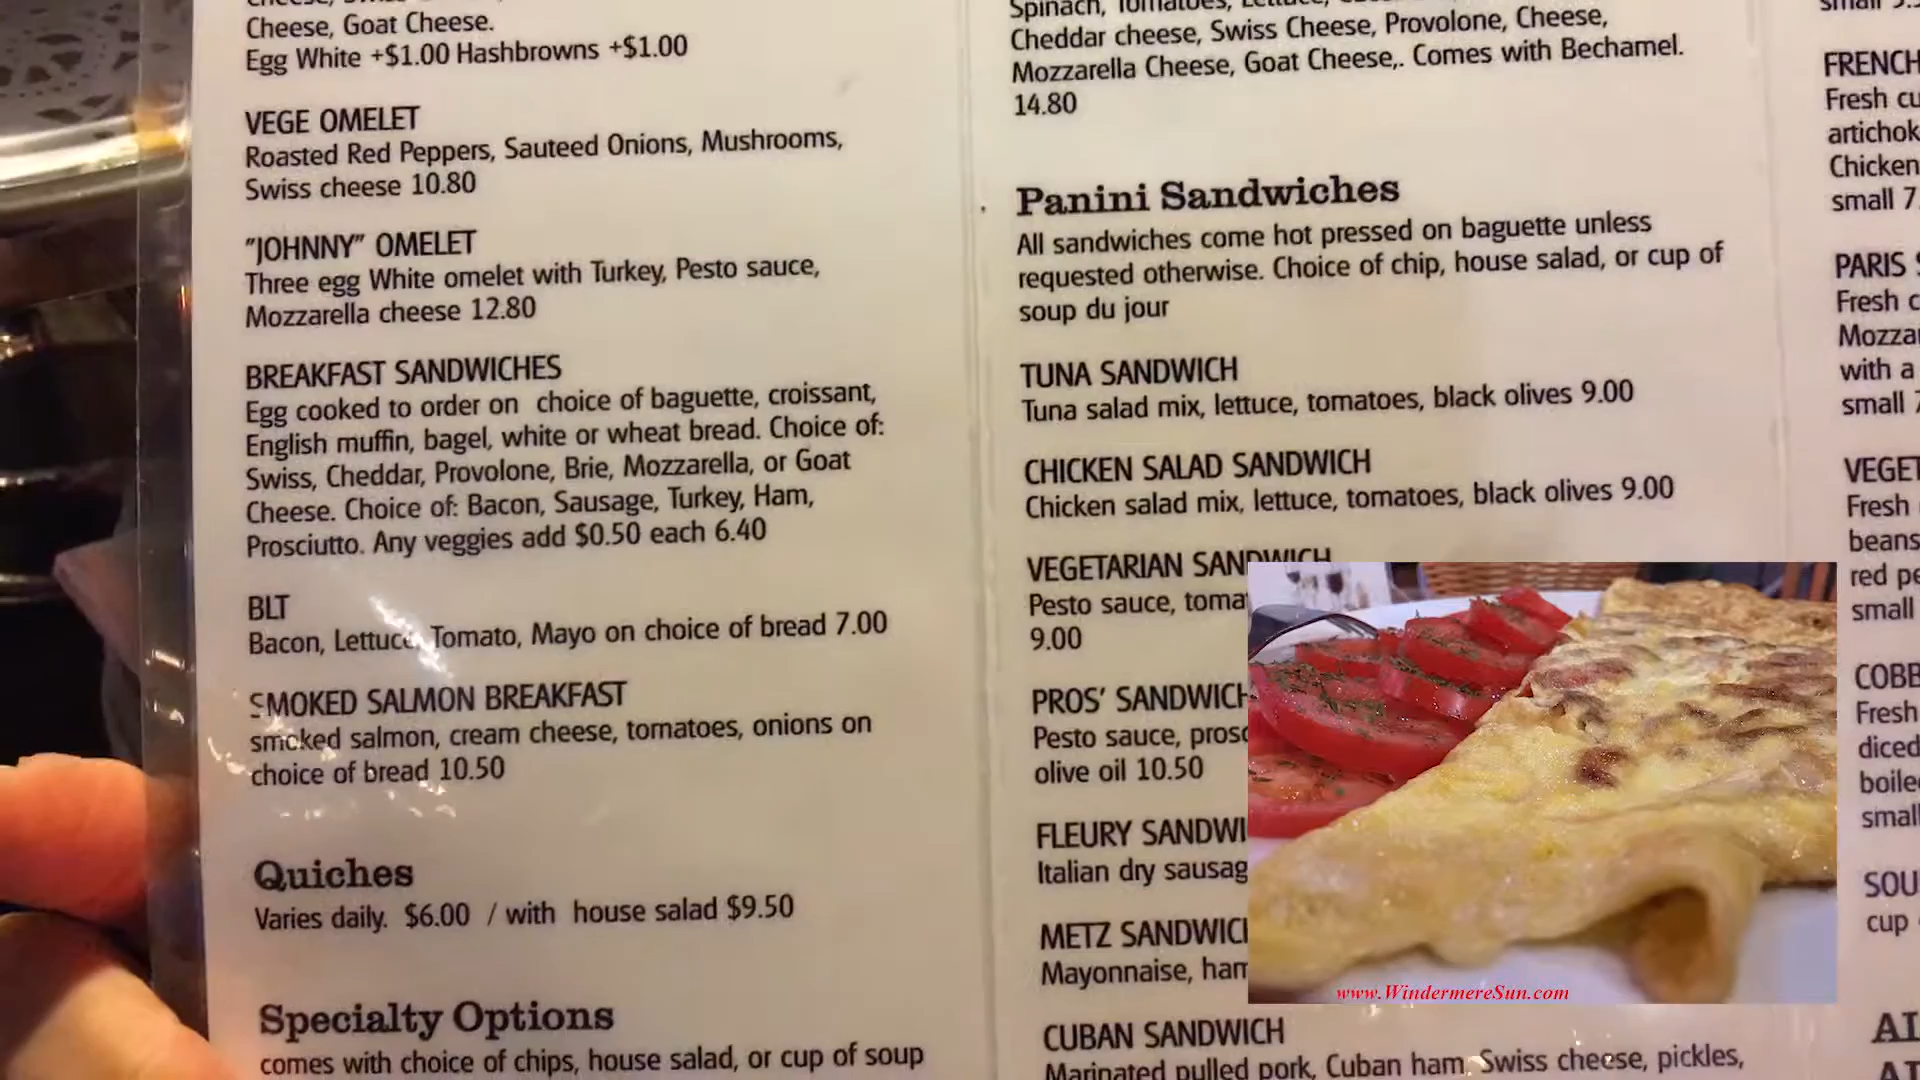 Cheese, Goat Cheese.
Egg White +$1.00 Hashbrowns +$1.00
VEGE OMELET
Roasted Red Peppers, Sauteed Onions, Mushrooms,
Swiss cheese 10.80
"JOHNNY" OMELET
Three egg White omelet with Turkey, Pesto sauce,
Mozzarella cheese 12.80
BREAKFAST SANDWICHES
Egg cooked to order on choice of baguette, croissant,
English muffin, bagel, white or wheat bread. Choice of:
Swiss, Cheddar, Provolone, Brie, Mozzarella, or Goat
Cheese. Choice of: Bacon, Sausage, Turkey, Ham,
Prosciutto. Any veggies add $0.50 each 6.40
BLT
Bacon, Lettuce, Tomato, Mayo on choice of bread 7.00
SMOKED SALMON BREAKFAST
smoked salmon, cream cheese, tomatoes, onions on
choice of bread 10.50
Quiches
Varies daily. $6.00 / with house salad $9.50
Specialty Options
comes with choice of chips, house salad, or cup of soup
Spinach, Tomatoes, Lettuce,
Cheddar cheese, Swiss Cheese, Provolone, Cheese,
Mozzarella Cheese, Goat Cheese,. Comes with Bechamel.
14.80
Panini Sandwiches
All sandwiches come hot pressed on baguette unless
requested otherwise. Choice of chip, house salad, or cup of
soup du jour
TUNA SANDWICH
Tuna salad mix, lettuce, tomatoes, black olives 9.00
CHICKEN SALAD SANDWICH
Chicken salad mix, lettuce, tomatoes, black olives 9.00
VEGETARIAN SANDWICH
Pesto sauce,
9.00
PROS' SANDWICH
Pesto sauce,
olive oil 10.50
FLEURY
Italian dry
METZ
Mayonnaise, ham
CUBAN SANDWICH
Marinated pulled pork, Cuban ham, Swiss cheese, pickles,
small
FRENCH
Fresh
Chicken
small
PARIS
Fresh
with a
small
Fresh
beans
red
small
Fresh
diced
small
cup
www.WindermereSun.com